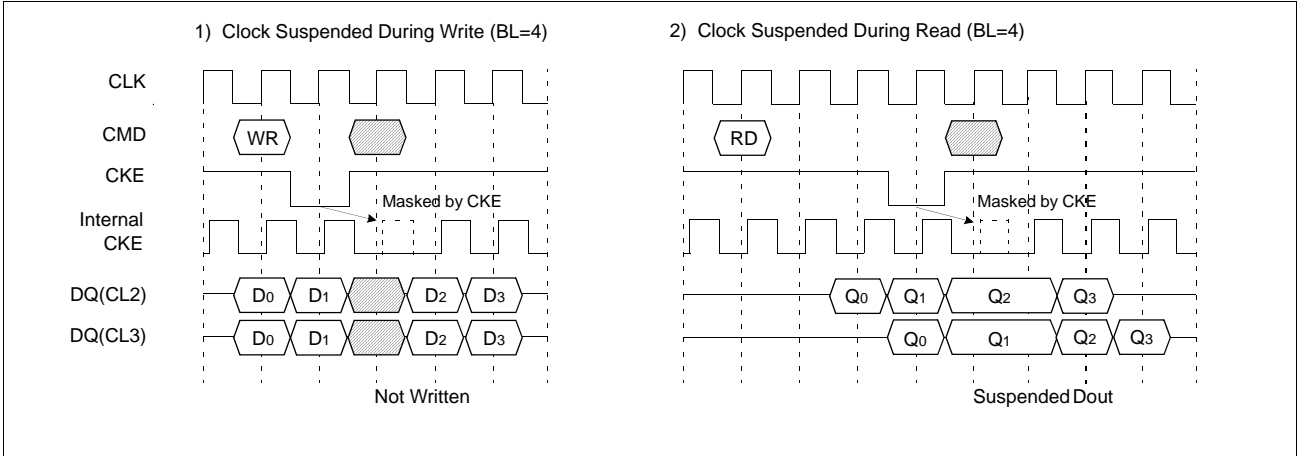 1) Clock Suspended During Write (BL=4)
2) Clock Suspended During Read (BL=4)
CLK
CMD
WR
RD
CKE
Masked by CKE
Masked by CKE
Internal
CKE
DQ(CL2)
D0 D1 D2 D3
Q0 Q1 Q2 Q3
DQ(CL3)
D0 D1 D2 D3
Q0 Q1 Q2 Q3
Not Written
Suspended Dout